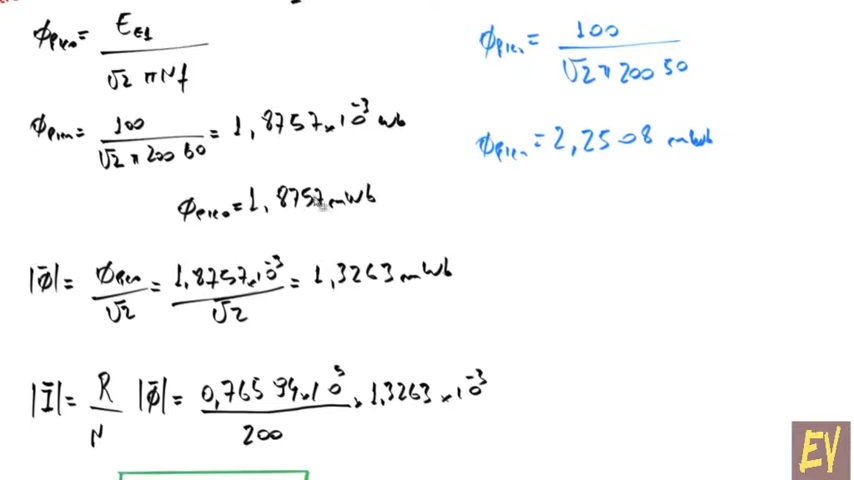 ϕpico = Eef / √2 π N f
ϕpico = 100 / √2 π 200 60 = 1,8757 × 10⁻³ wb
ϕpico = 1,8757 mWb
|ϕ̄| = ϕpico / √2 = 1,8757 × 10⁻³ / √2 = 1,3263 mWb
|Ī| = R / N |ϕ̄| = 0,76594 × 10⁵ / 200 × 1,3263 × 10⁻³
ϕpico = 100 / √2 π 200 50
ϕpico = 2,2508 mWb
EV